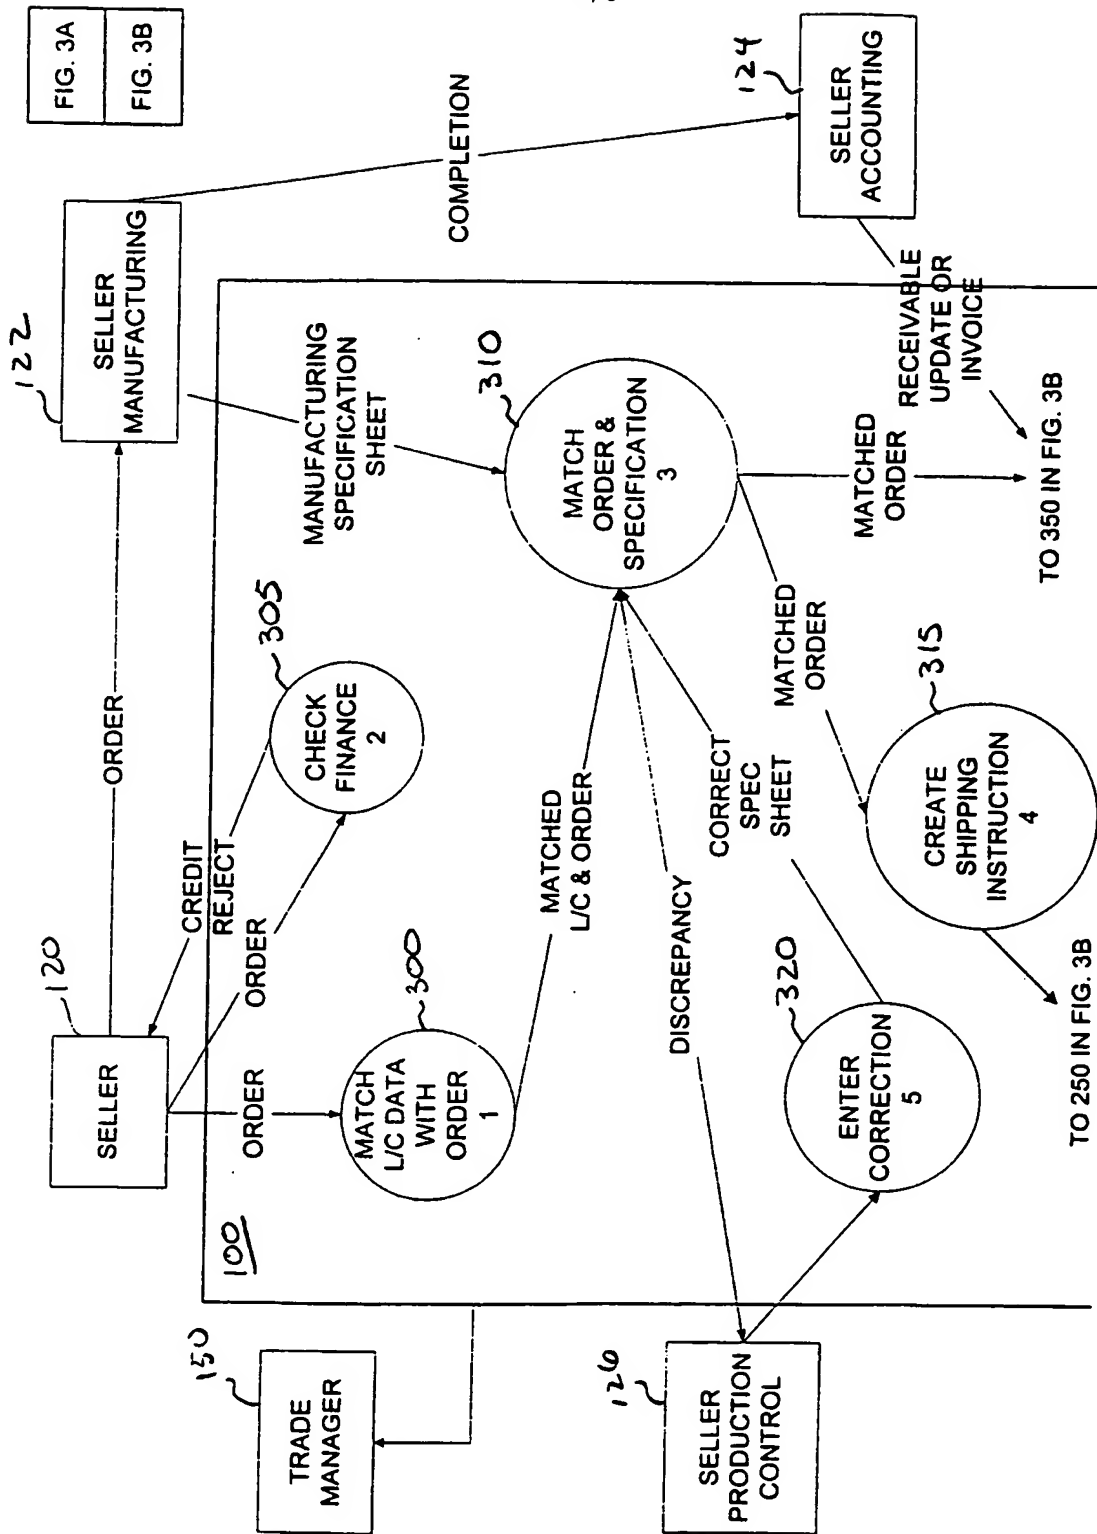 FIG. 3A
FIG. 3B
122
SELLER
MANUFACTURING
ORDER
120
SELLER
COMPLETION
124
SELLER
ACCOUNTING
RECEIVABLE
UPDATE OR
INVOICE
MANUFACTURING
SPECIFICATION
SHEET
CREDIT
REJECT
ORDER
ORDER
305
CHECK
FINANCE
2
310
MATCH
ORDER &
SPECIFICATION
3
300
MATCH
L/C DATA
WITH
ORDER
1
MATCHED
L/C & ORDER
100
150
TRADE
MANAGER
DISCREPANCY
CORRECT
SPEC
SHEET
MATCHED
ORDER
MATCHED
ORDER
TO 350 IN FIG. 3B
315
CREATE
SHIPPING
INSTRUCTION
4
320
ENTER
CORRECTION
5
126
SELLER
PRODUCTION
CONTROL
TO 250 IN FIG. 3B